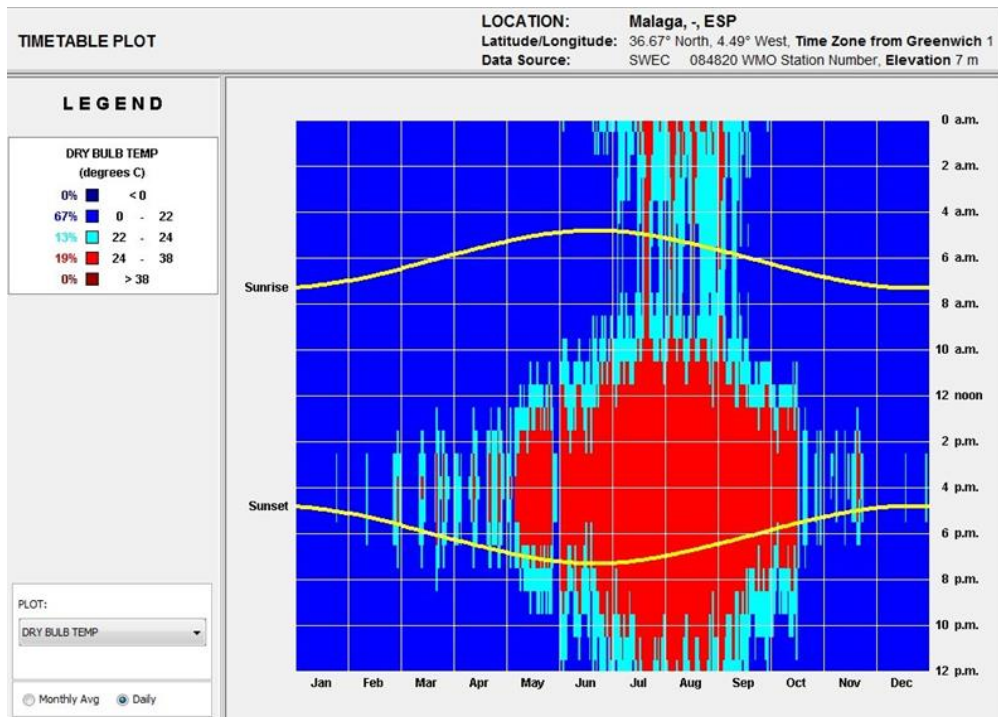 TIMETABLE PLOT
LOCATION: Malaga, -, ESP
Latitude/Longitude: 36.67° North, 4.49° West, Time Zone from Greenwich 1
Data Source: SWEC 084820 WMO Station Number, Elevation 7 m
LEGEND
DRY BULB TEMP
(degrees C)
0% < 0
67% 0 - 22
13% 22 - 24
19% 24 - 38
0% > 38
PLOT:
DRY BULB TEMP
Monthly Avg Daily
Sunrise
Sunset
0 a.m.
2 a.m.
4 a.m.
6 a.m.
8 a.m.
10 a.m.
12 noon
2 p.m.
4 p.m.
6 p.m.
8 p.m.
10 p.m.
12 p.m.
Jan Feb Mar Apr May Jun Jul Aug Sep Oct Nov Dec